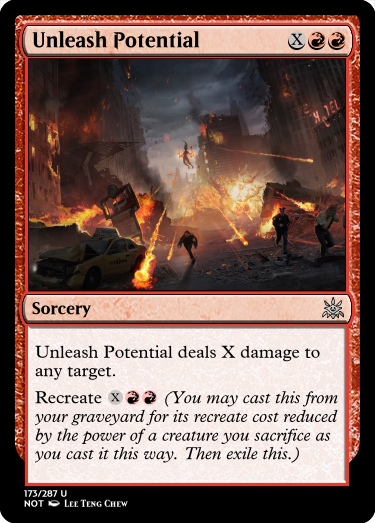 Unleash Potential X
Sorcery
Unleash Potential deals X damage to
any target.
Recreate X (You may cast this from
your graveyard for its recreate cost reduced
by the power of a creature you sacrifice as
you cast it this way. Then exile this.)
173/287 U
NOT Lee Teng Chew